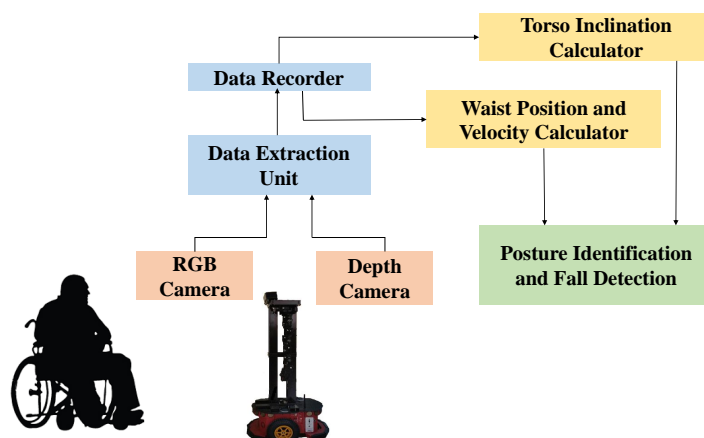 Torso Inclination
Calculator
Data Recorder
Waist Position and
Velocity Calculator
Data Extraction
Unit
RGB
Camera
Depth
Camera
Posture Identification
and Fall Detection